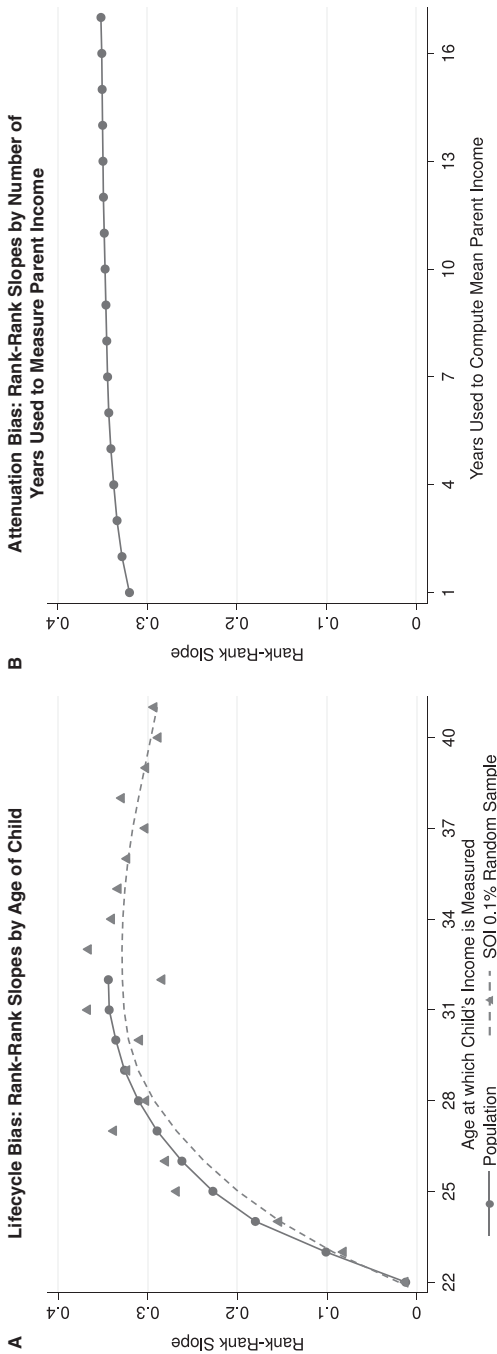 A
Lifecycle Bias: Rank-Rank Slopes by Age of Child
Rank-Rank Slope
0.4
0.3
0.2
0.1
0
22 25 28 31 34 37 40
Age at which Child's Income is Measured
Population SOI 0.1% Random Sample
B
Attenuation Bias: Rank-Rank Slopes by Number of
Years Used to Measure Parent Income
Rank-Rank Slope
0.4
0.3
0.2
0.1
0
1 4 7 10 13 16
Years Used to Compute Mean Parent Income